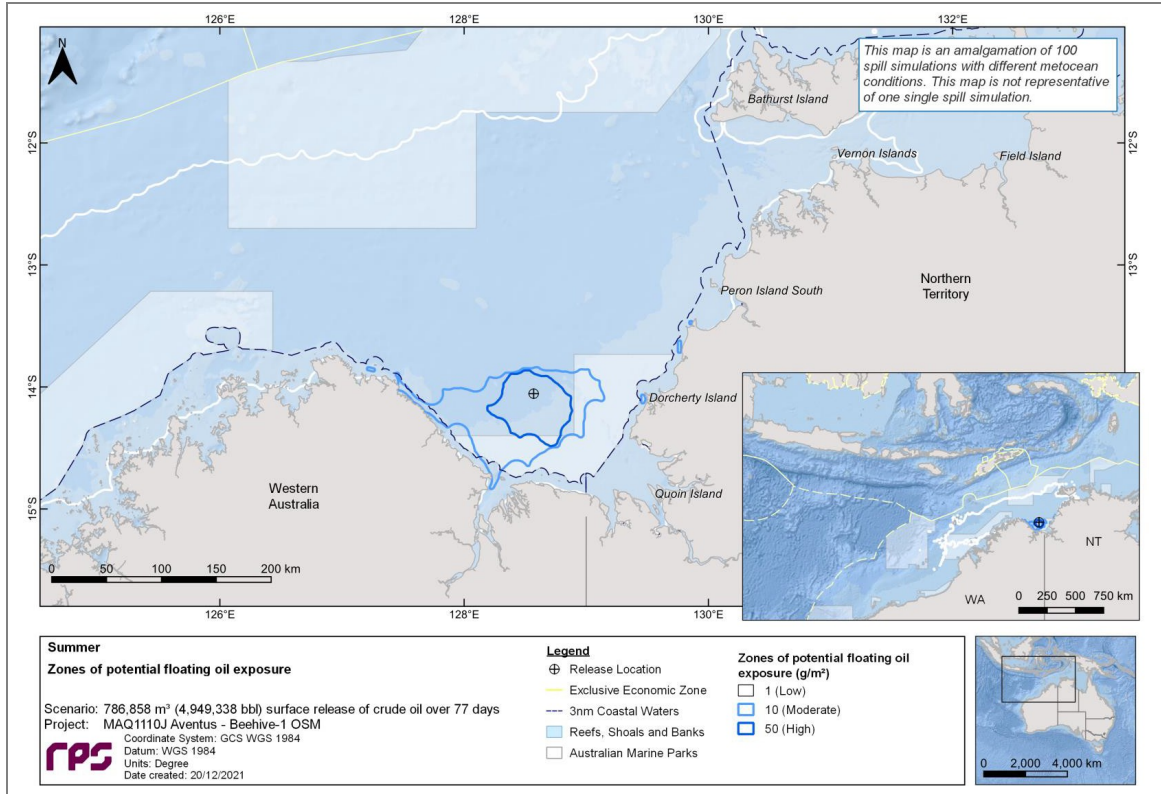 126°E 128°E 130°E 132°E
N
This map is an amalgamation of 100
spill simulations with different metocean
conditions. This map is not representative
of one single spill simulation.
Bathurst Island
12°S 12°S
Vernon Islands Field Island
13°S 13°S
Peron Island South
Northern
Territory
14°S
Dorcherty Island
Western
Australia
Quoin Island
15°S
0 50 100 150 200 km
NT
WA
0 250 500 750 km
126°E 128°E 130°E
Summer
Zones of potential floating oil exposure
Scenario: 786,858 m³ (4,949,338 bbl) surface release of crude oil over 77 days
Project: MAQ1110J Aventus - Beehive-1 OSM
rps
Coordinate System: GCS WGS 1984
Datum: WGS 1984
Units: Degree
Date created: 20/12/2021
Legend
Release Location
Exclusive Economic Zone
3nm Coastal Waters
Reefs, Shoals and Banks
Australian Marine Parks
Zones of potential floating oil
exposure (g/m²)
1 (Low)
10 (Moderate)
50 (High)
0 2,000 4,000 km